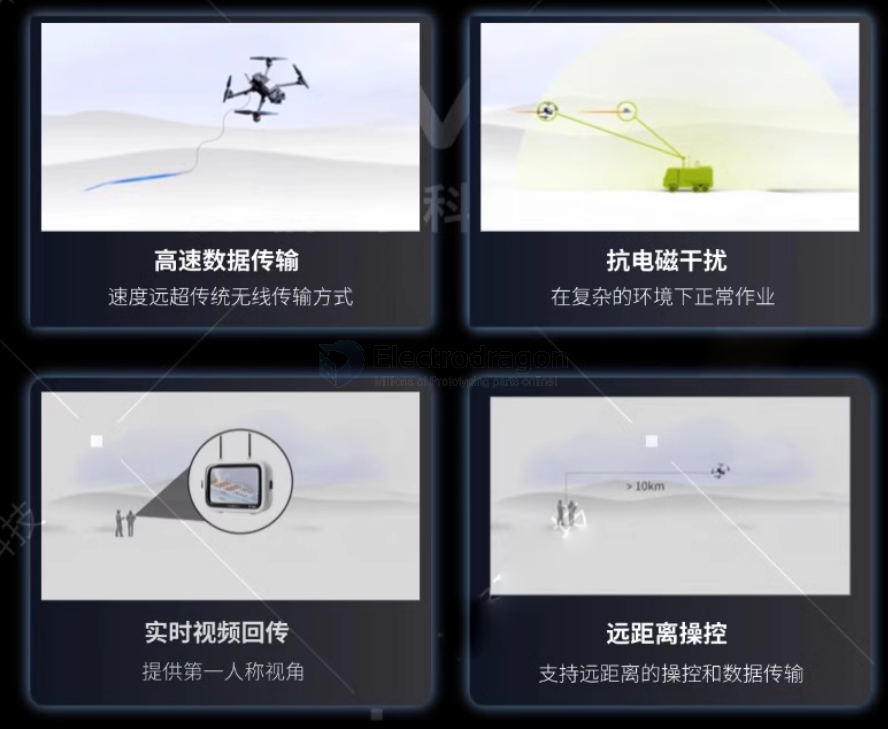 科
高速数据传输
速度远超传统无线传输方式
抗电磁干扰
在复杂的环境下正常作业
Electrodragon
Millions of Prototyping parts online!
> 10km
科技
实时视频回传
提供第一人称视角
远距离操控
支持远距离的操控和数据传输